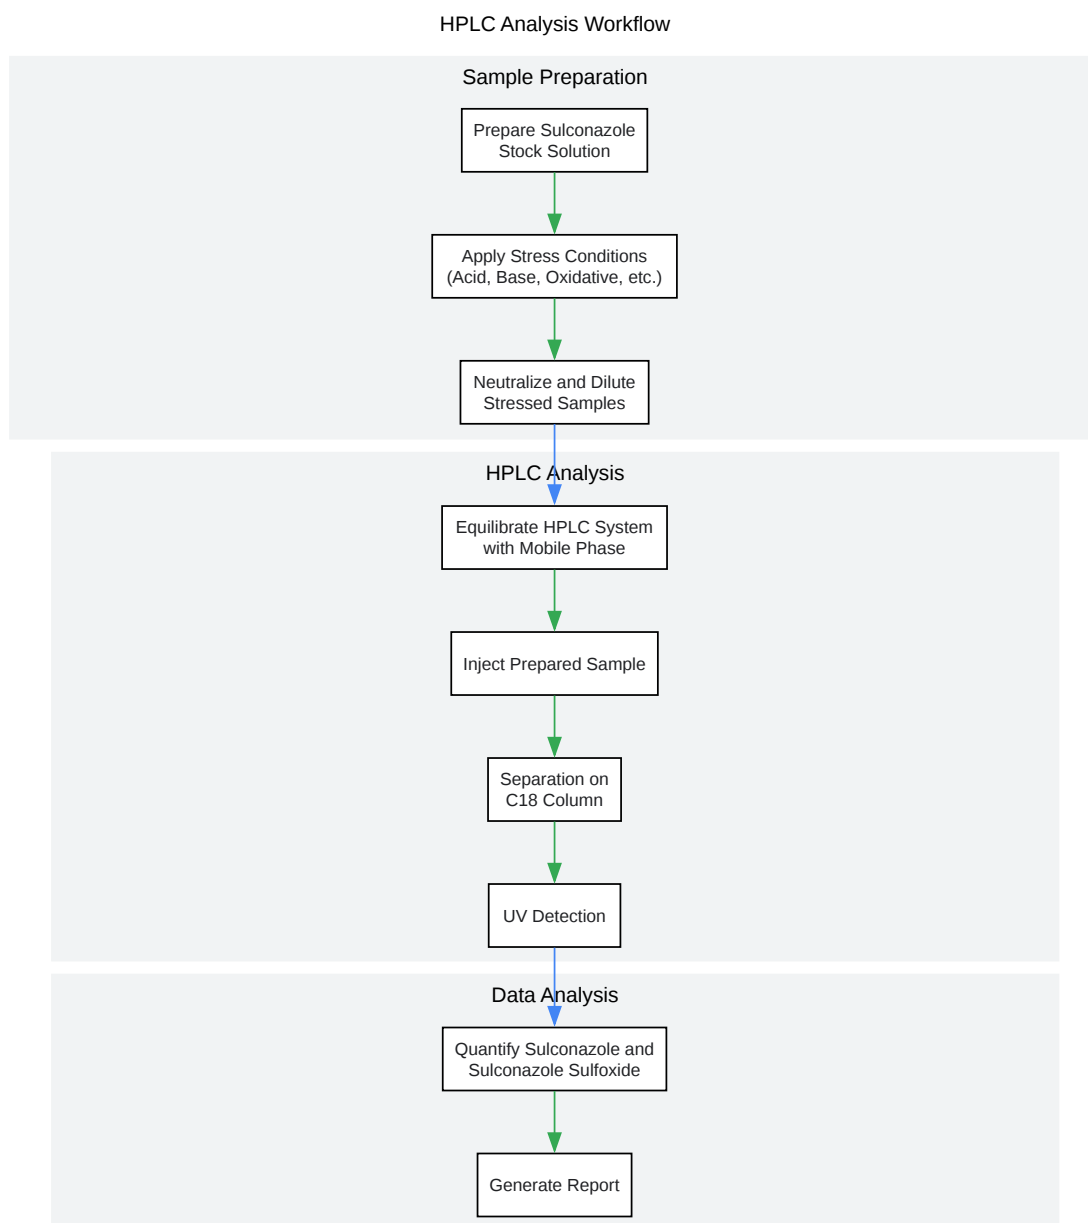 HPLC Analysis Workflow
Sample Preparation
Prepare Sulconazole
Stock Solution
Apply Stress Conditions
(Acid, Base, Oxidative, etc.)
Neutralize and Dilute
Stressed Samples
HPLC Analysis
Equilibrate HPLC System
with Mobile Phase
Inject Prepared Sample
Separation on
C18 Column
UV Detection
Data Analysis
Quantify Sulconazole and
Sulconazole Sulfoxide
Generate Report